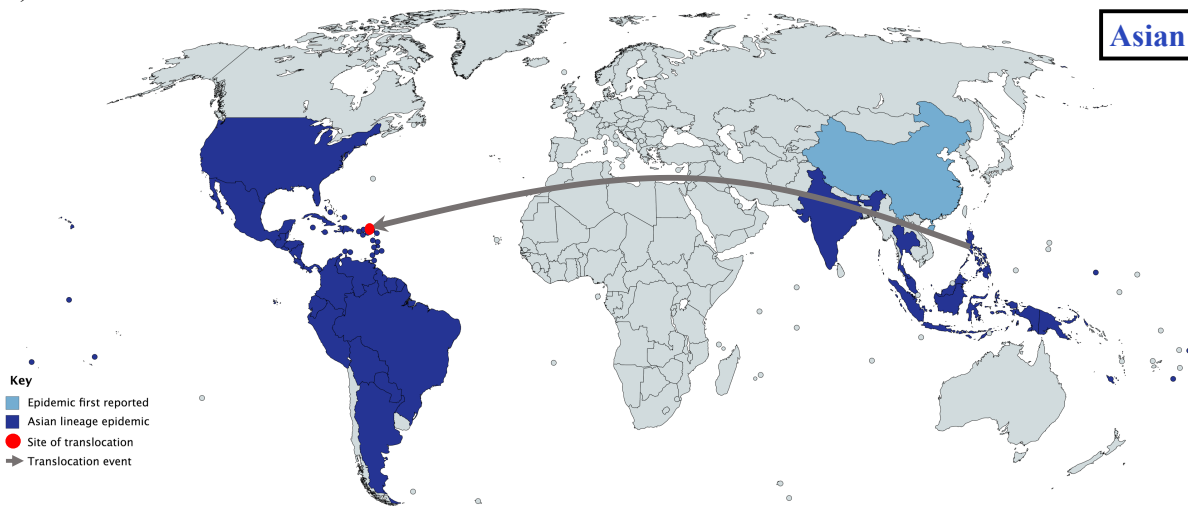 Asian
Key
Epidemic first reported
Asian lineage epidemic
Site of translocation
Translocation event